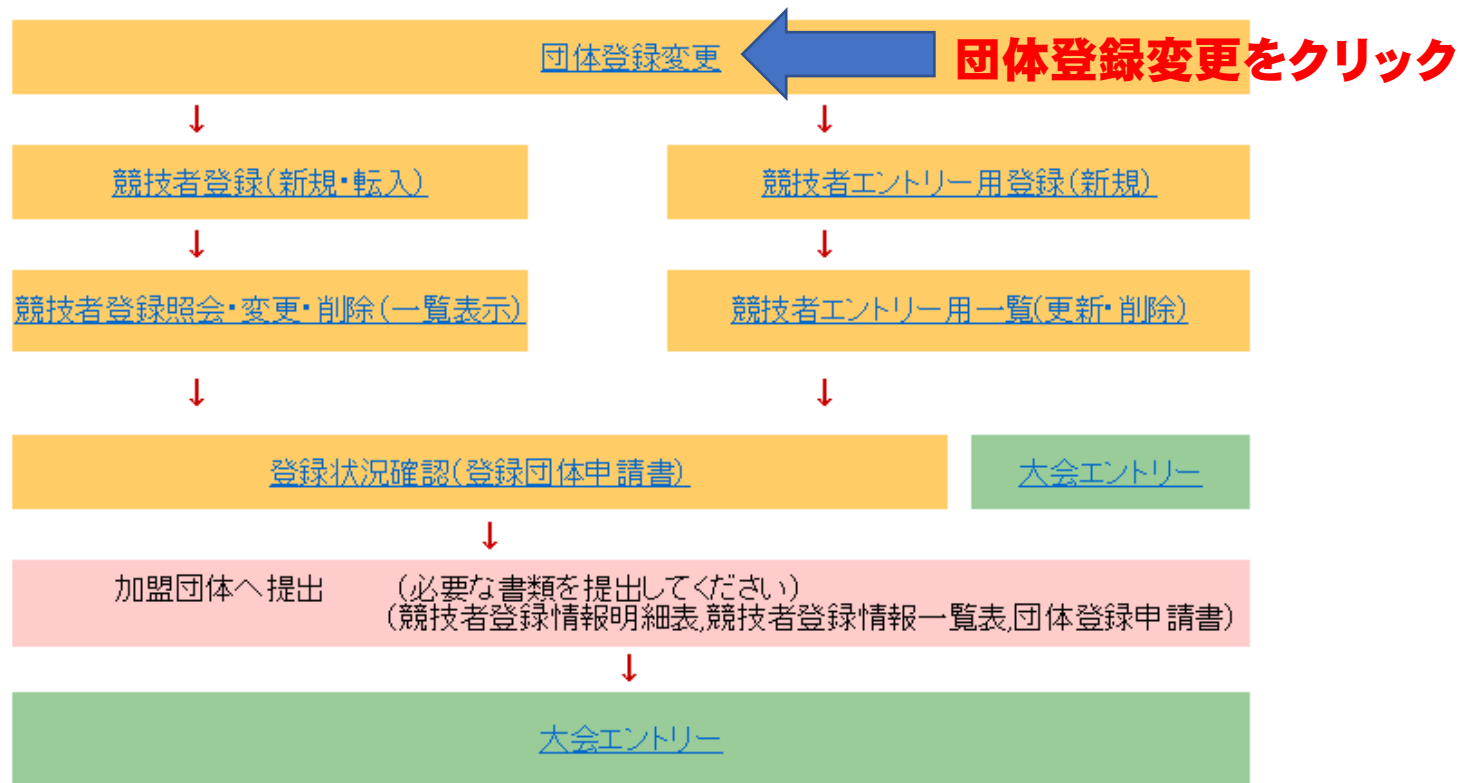 団体登録変更
団体登録変更をクリック
↓ ↓
競技者登録(新規・転入) 競技者エントリー用登録(新規)
↓ ↓
競技者登録照会・変更・削除(一覧表示) 競技者エントリー用一覧(更新・削除)
↓ ↓
登録状況確認(登録団体申請書) 大会エントリー
↓
加盟団体へ提出 (必要な書類を提出してください)
(競技者登録情報明細表,競技者登録情報一覧表,団体登録申請書)
↓
大会エントリー